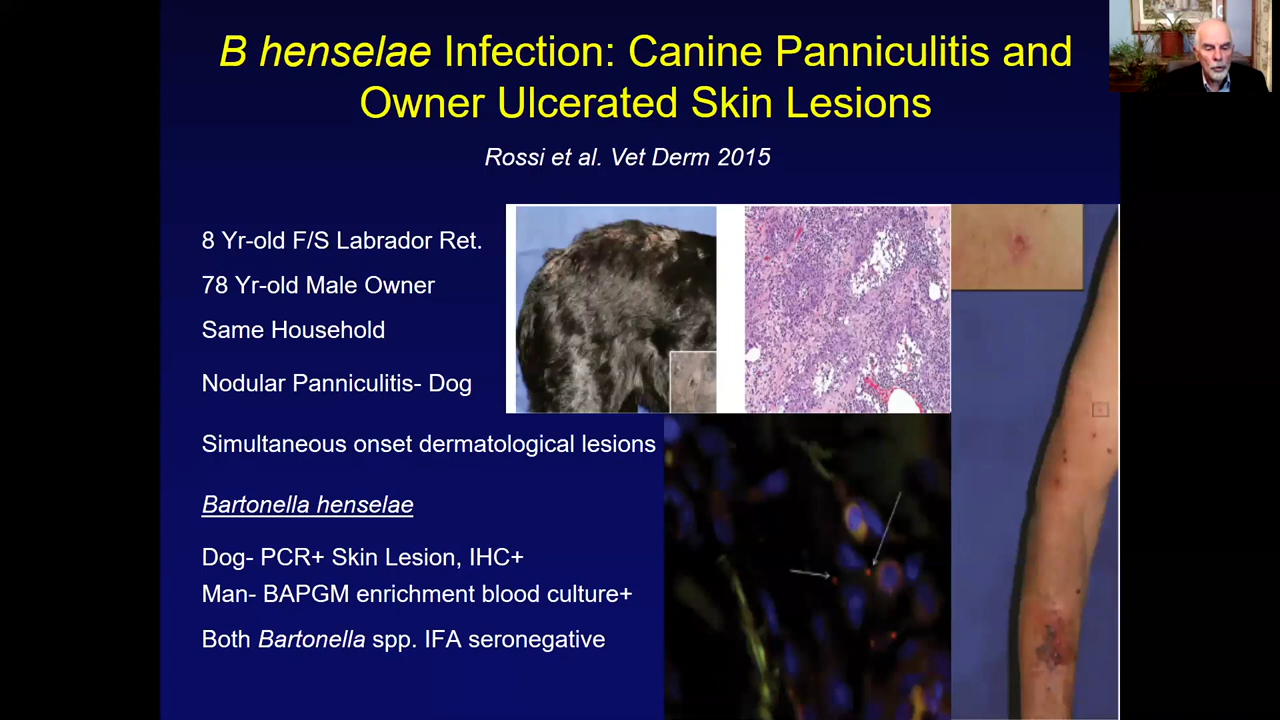 B henselae Infection: Canine Panniculitis and
Owner Ulcerated Skin Lesions
Rossi et al. Vet Derm 2015
8 Yr-old F/S Labrador Ret.
78 Yr-old Male Owner
Same Household
Nodular Panniculitis- Dog
Simultaneous onset dermatological lesions
Bartonella henselae
Dog- PCR+ Skin Lesion, IHC+
Man- BAPGM enrichment blood culture+
Both Bartonella spp. IFA seronegative